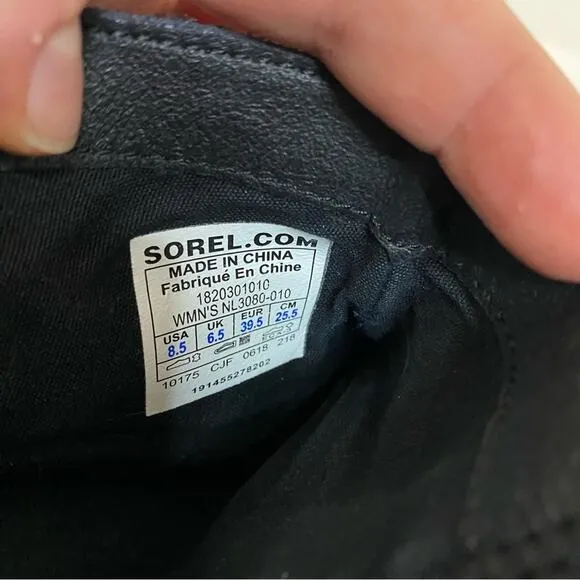 SOREL.COM
MADE IN CHINA
Fabriqué En Chine
1820301010
WMN'S NL3080-010
USA UK EUR CM
8.5 6.5 39.5 25.5
10175 CJF 0618 218
191455278202